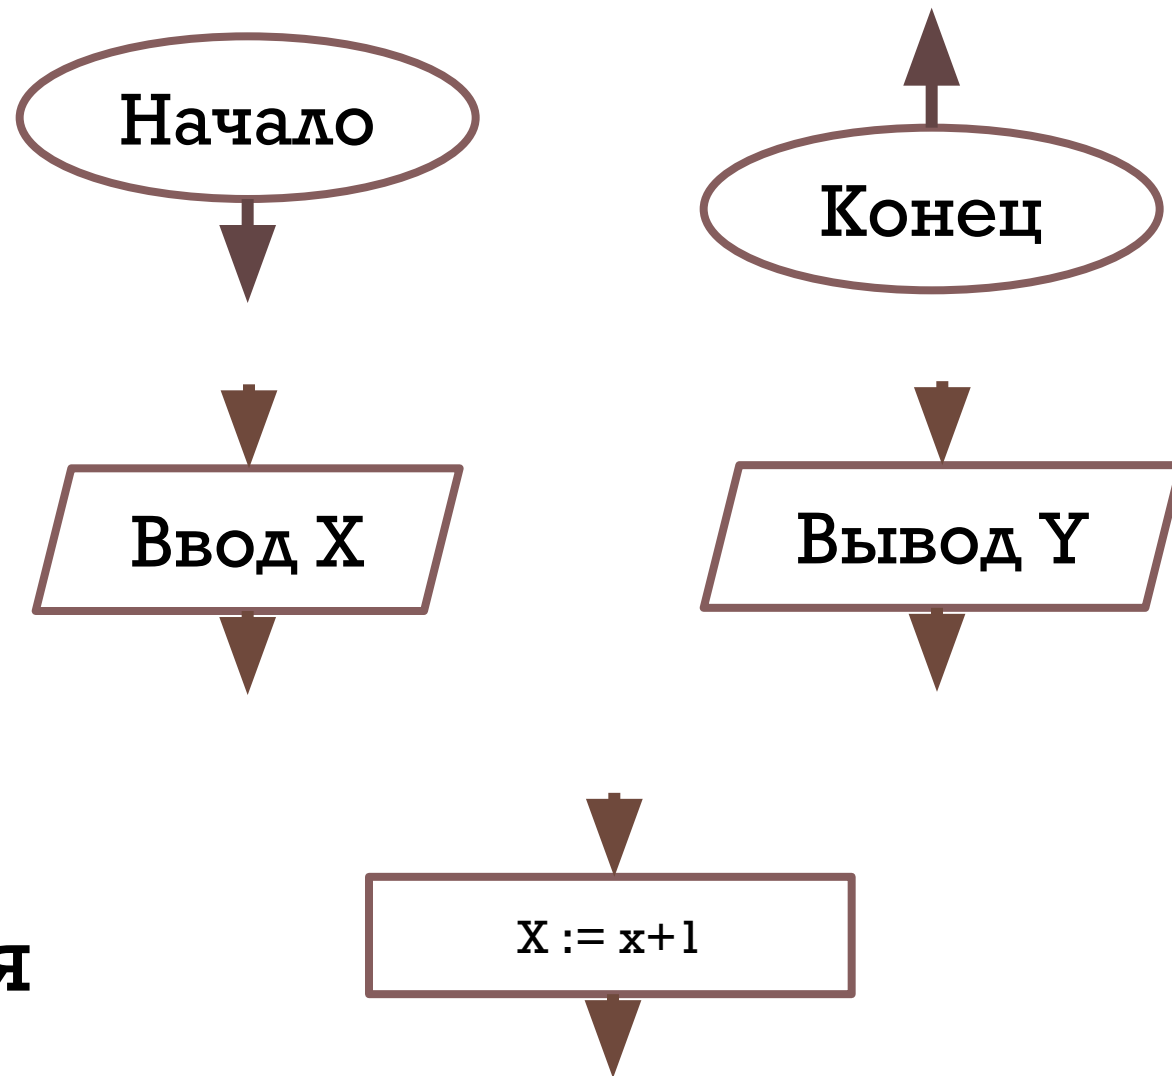 Начало
Конец
Ввод X
Вывод Y
X := x+1
я